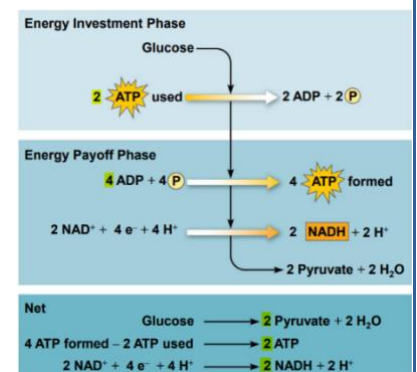 Energy Investment Phase
Glucose
2 ATP used 2 ADP + 2 P
Energy Payoff Phase
4 ADP + 4 P 4 ATP formed
2 NAD⁺ + 4 e⁻ + 4 H⁺ 2 NADH + 2 H⁺
2 Pyruvate + 2 H₂O
Net
Glucose 2 Pyruvate + 2 H₂O
4 ATP formed – 2 ATP used 2 ATP
2 NAD⁺ + 4 e⁻ + 4 H⁺ 2 NADH + 2 H⁺